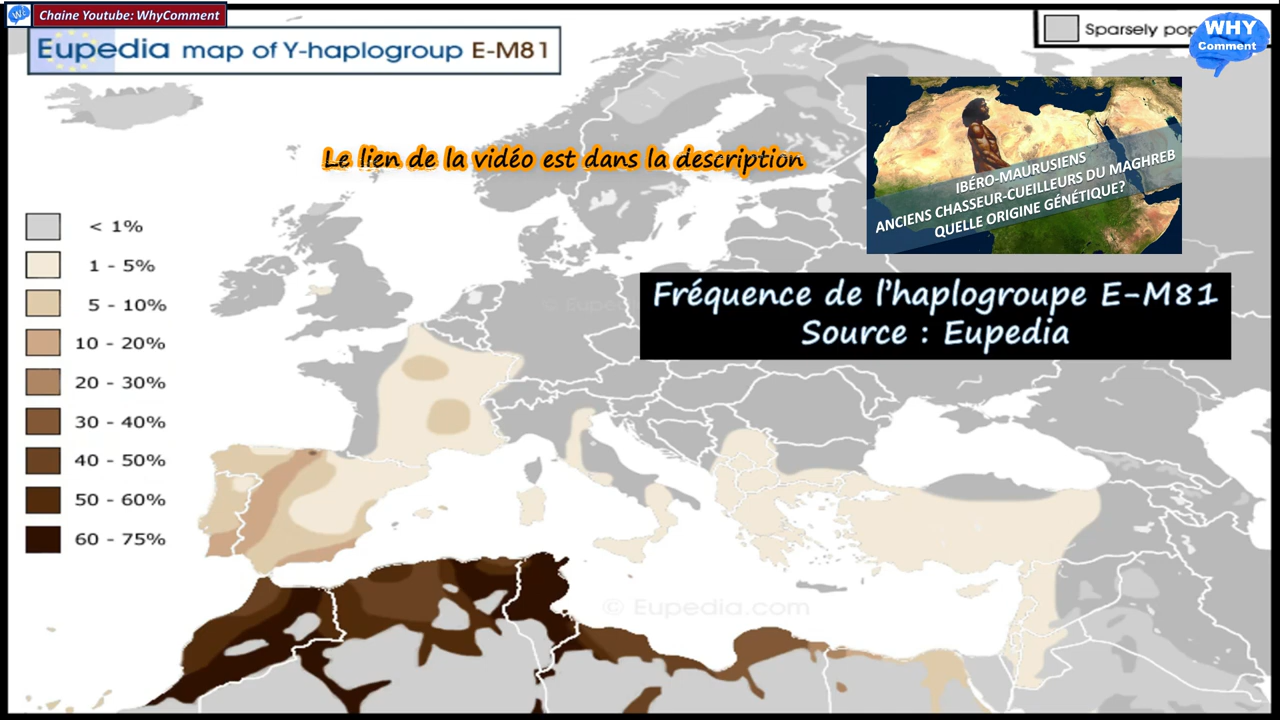 Chaine Youtube: WhyComment
Eupedia map of Y-haplogroup E-M81
Sparsely
WHY
Comment
Le lien de la vidéo est dans la description
IBÉRO-MAURUSIENS
ANCIENS CHASSEUR-CUEILLEURS DU MAGHREB
QUELLE ORIGINE GÉNÉTIQUE?
< 1%
1 - 5%
5 - 10%
10 - 20%
20 - 30%
30 - 40%
40 - 50%
50 - 60%
60 - 75%
Fréquence de l'haplogroupe E-M81
Source : Eupedia
© Eupedia.com